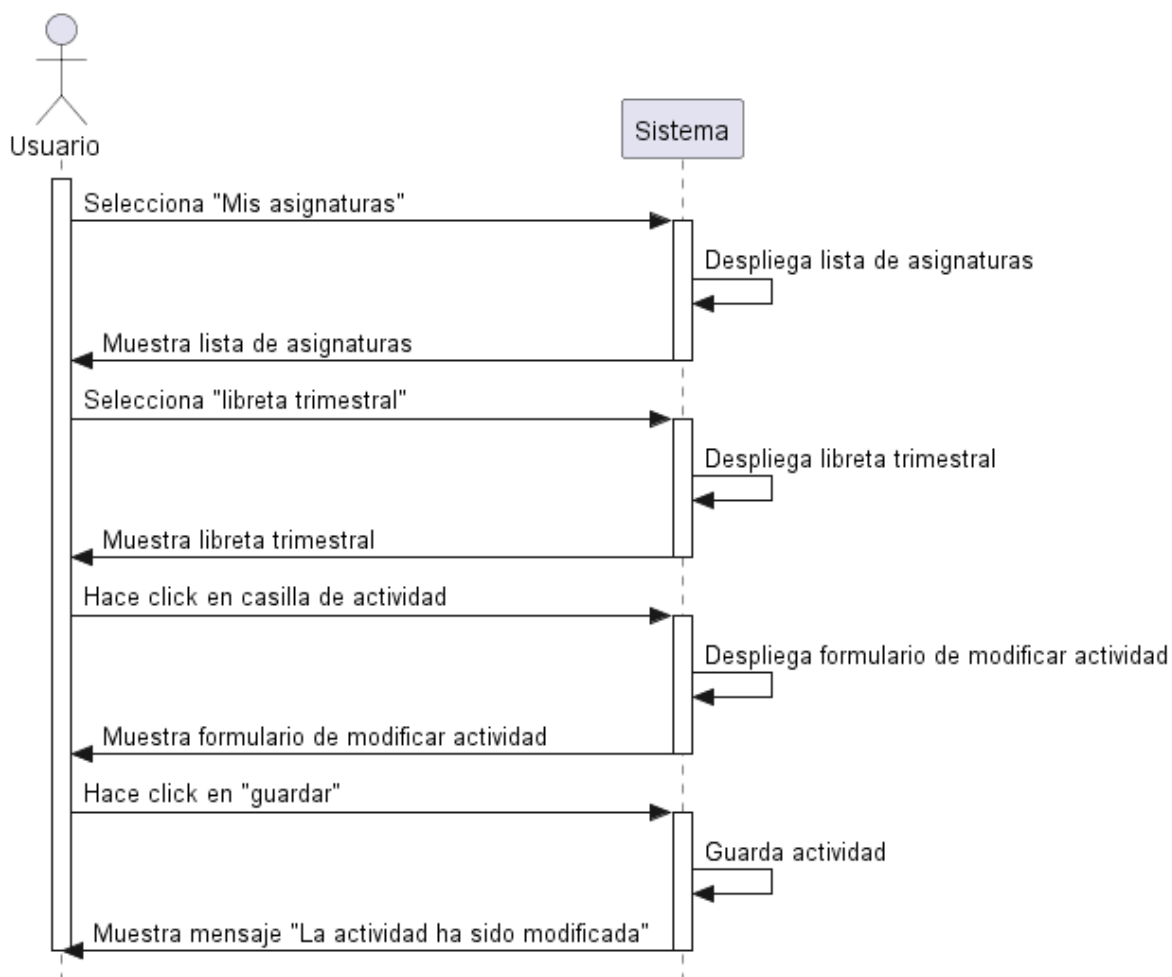 Usuario
Sistema
Selecciona "Mis asignaturas"
Despliega lista de asignaturas
Muestra lista de asignaturas
Selecciona "libreta trimestral"
Despliega libreta trimestral
Muestra libreta trimestral
Hace click en casilla de actividad
Despliega formulario de modificar actividad
Muestra formulario de modificar actividad
Hace click en "guardar"
Guarda actividad
Muestra mensaje "La actividad ha sido modificada"